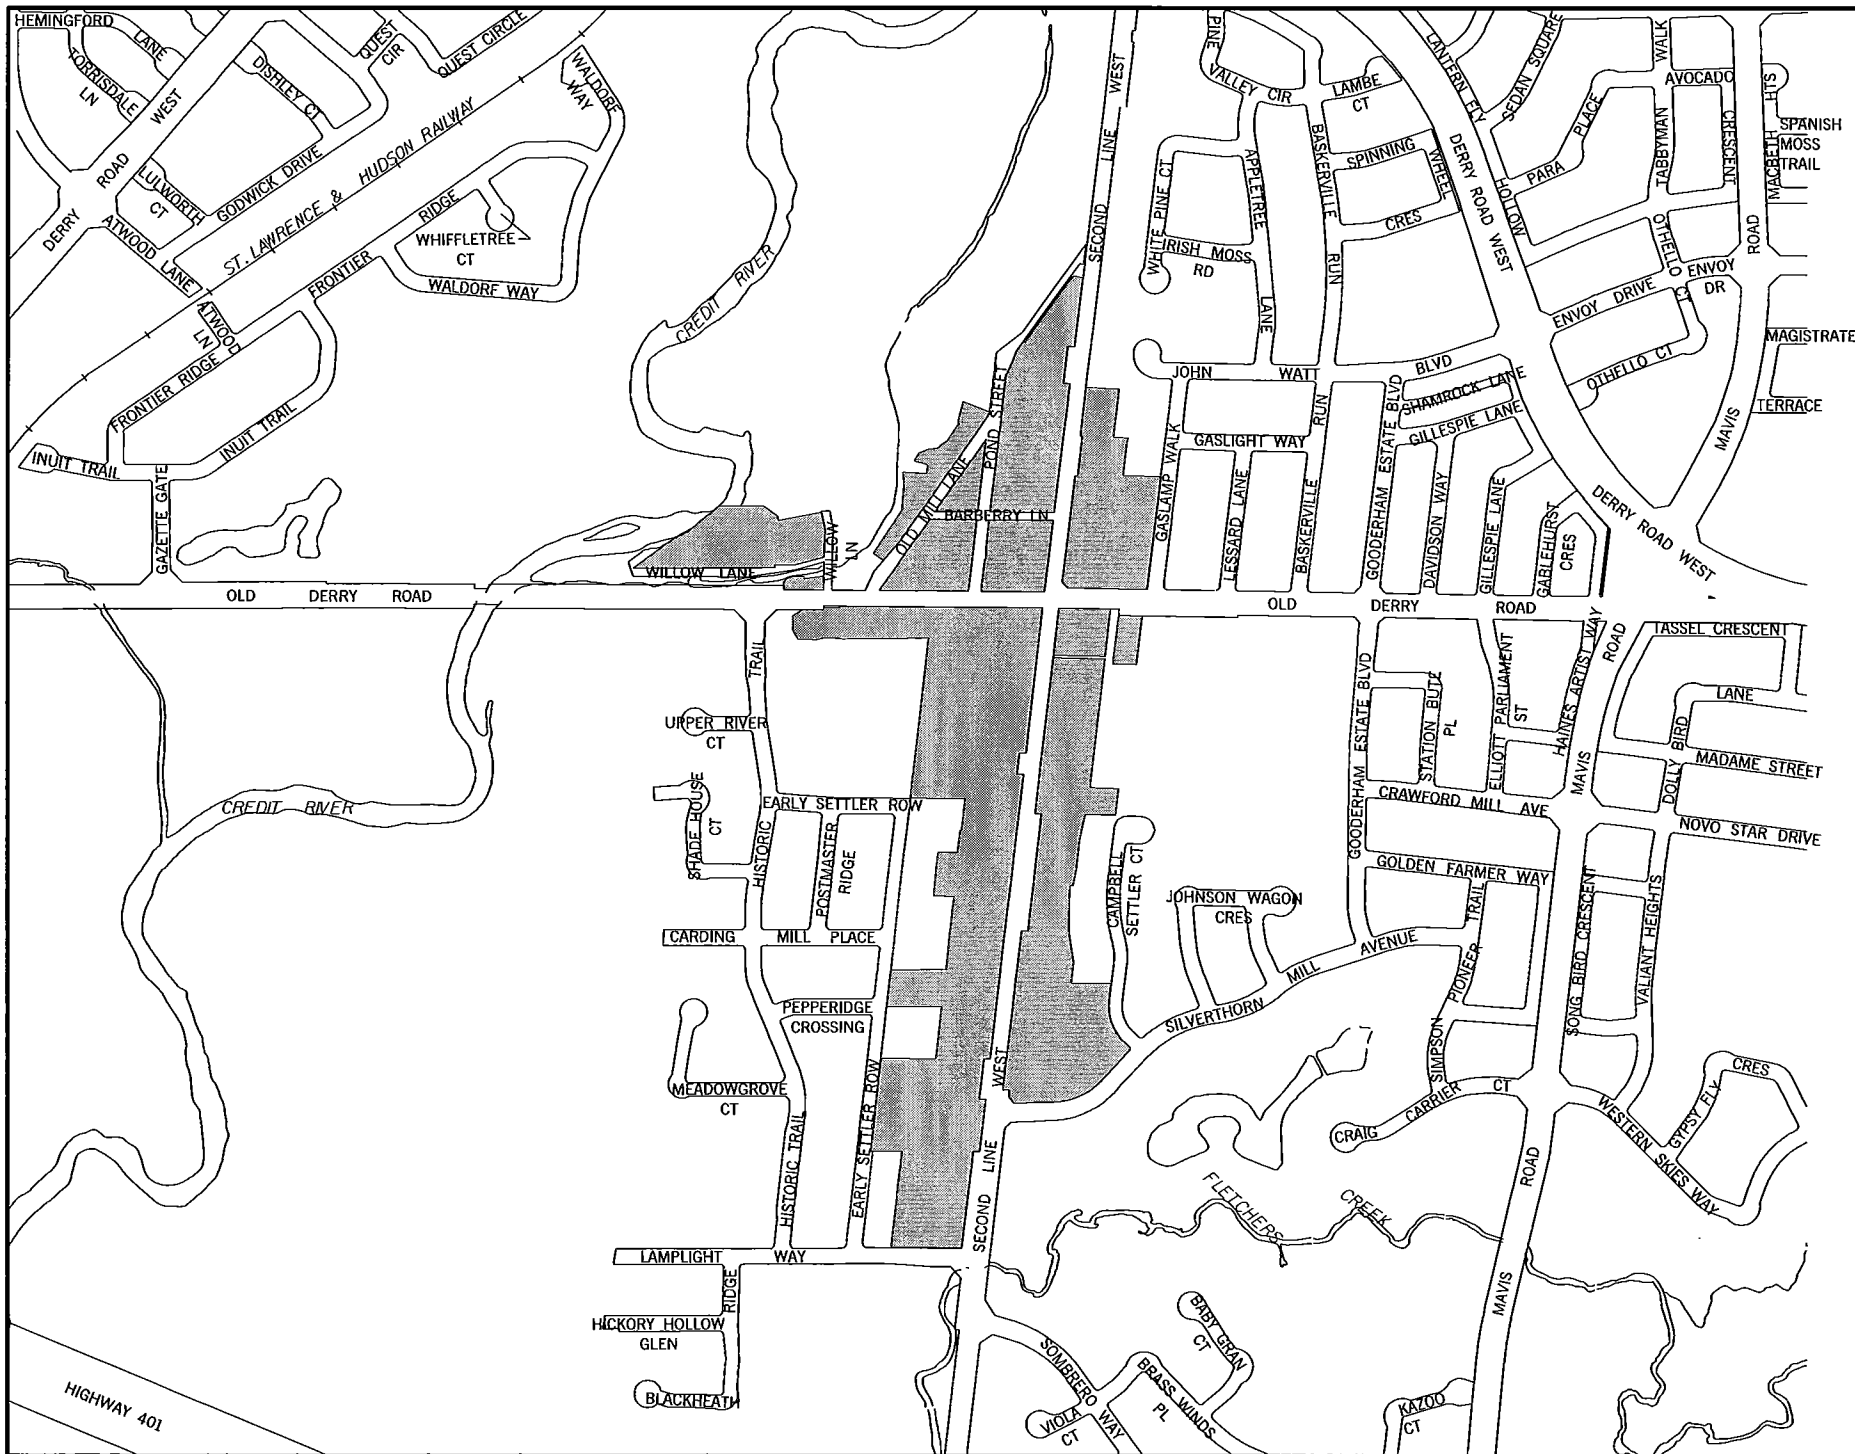 HEMINGFORD
LANE
TORRISDALE
LN
DERRY
ROAD
WEST
DISHLEY CT
QUEST
CIR
QUEST CIRCLE
WALDORF
WAY
LULWORTH
CT
GODWICK DRIVE
ST. LAWRENCE & HUDSON RAILWAY
ATWOOD LANE
ATWOOD
LN
FRONTIER
RIDGE
WHIFFLETREE
CT
WALDORF WAY
FRONTIER RIDGE
INUIT TRAIL
INUIT TRAIL
GAZETTE GATE
CREDIT RIVER
SECOND LINE WEST
PINE
VALLEY CIR
LAMBE
CT
WHITE PINE CT
APPLETREE
LANE
IRISH MOSS
RD
BASKERVILLE
RUN
SPINNING
WHEEL
CRES
DERRY ROAD WEST
LANTERN FLY
HOLLOW
SEDAN SQUARE
PARA
PLACE
WALK
TABBYMAN
AVOCADO
CRESCENT
MACBETH HTS
SPANISH
MOSS
TRAIL
OTHELLO
CT
ENVOY
DR
ENVOY DRIVE
OTHELLO CT
MAVIS
ROAD
MAGISTRATE
TERRACE
JOHN WATT BLVD
SHAMROCK LANE
GILLESPIE LANE
GASLIGHT WAY
GASLAMP WALK
LESSARD LANE
BASKERVILLE
RUN
GOODERHAM ESTATE BLVD
DAVIDSON WAY
GILLESPIE LANE
GABLEHURST
CRES
DERRY ROAD WEST
POND STREET
OLD MILL LANE
BARBERRY LN
WILLOW
LN
WILLOW LANE
OLD DERRY ROAD
OLD DERRY ROAD
TRAIL
UPPER RIVER
CT
SHADE HOUSE
CT
HISTORIC
EARLY SETTLER ROW
POSTMASTER
RIDGE
CARDING MILL PLACE
PEPPERIDGE
CROSSING
MEADOWGROVE
CT
HISTORIC TRAIL
EARLY SETTLER ROW
CREDIT RIVER
CAMPBELL
SETTLER CT
JOHNSON WAGON
CRES
SILVERTHORN MILL AVENUE
GOODERHAM ESTATE BLVD
STATION BUTE
PL
ELLIOTT PARLIAMENT
ST
HAINES ARTIST WAY
MAVIS
ROAD
TASSEL CRESCENT
LANE
DOLLY BIRD
MADAME STREET
NOVO STAR DRIVE
CRAWFORD MILL AVE
GOLDEN FARMER WAY
SIMPSON PIONEER TRAIL
SONG BIRD CRESCENT
VALIANT HEIGHTS
CRAIG CARRIER CT
WESTERN SKIES WAY
GYPSY FLY
CRES
FLETCHERS CREEK
MAVIS
ROAD
SECOND LINE WEST
LAMPLIGHT WAY
RIDGE
HICKORY HOLLOW
GLEN
BLACKHEATH
HIGHWAY 401
SOMBRERO WAY
VIOLA
CT
BRASS WINDS
PL
BABY GRAN
CT
KAZOO
CT